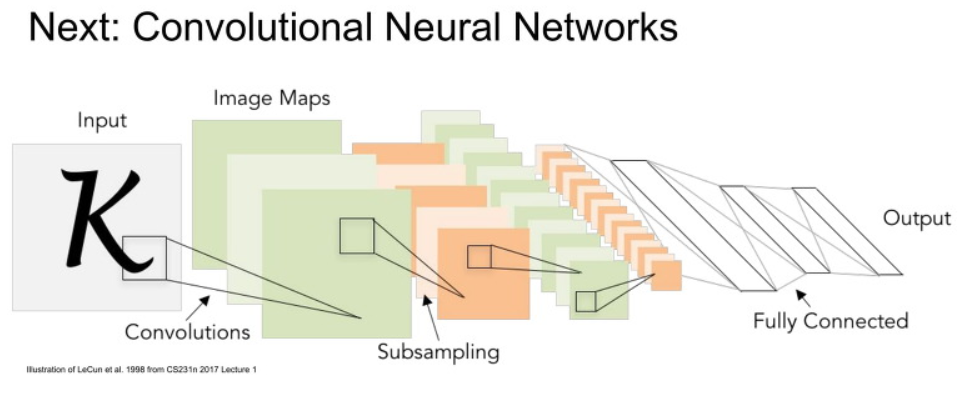 Next: Convolutional Neural Networks
Image Maps
Input
K
Output
Fully Connected
Convolutions
Subsampling
Illustration of LeCun et al. 1998 from CS231n 2017 Lecture 1